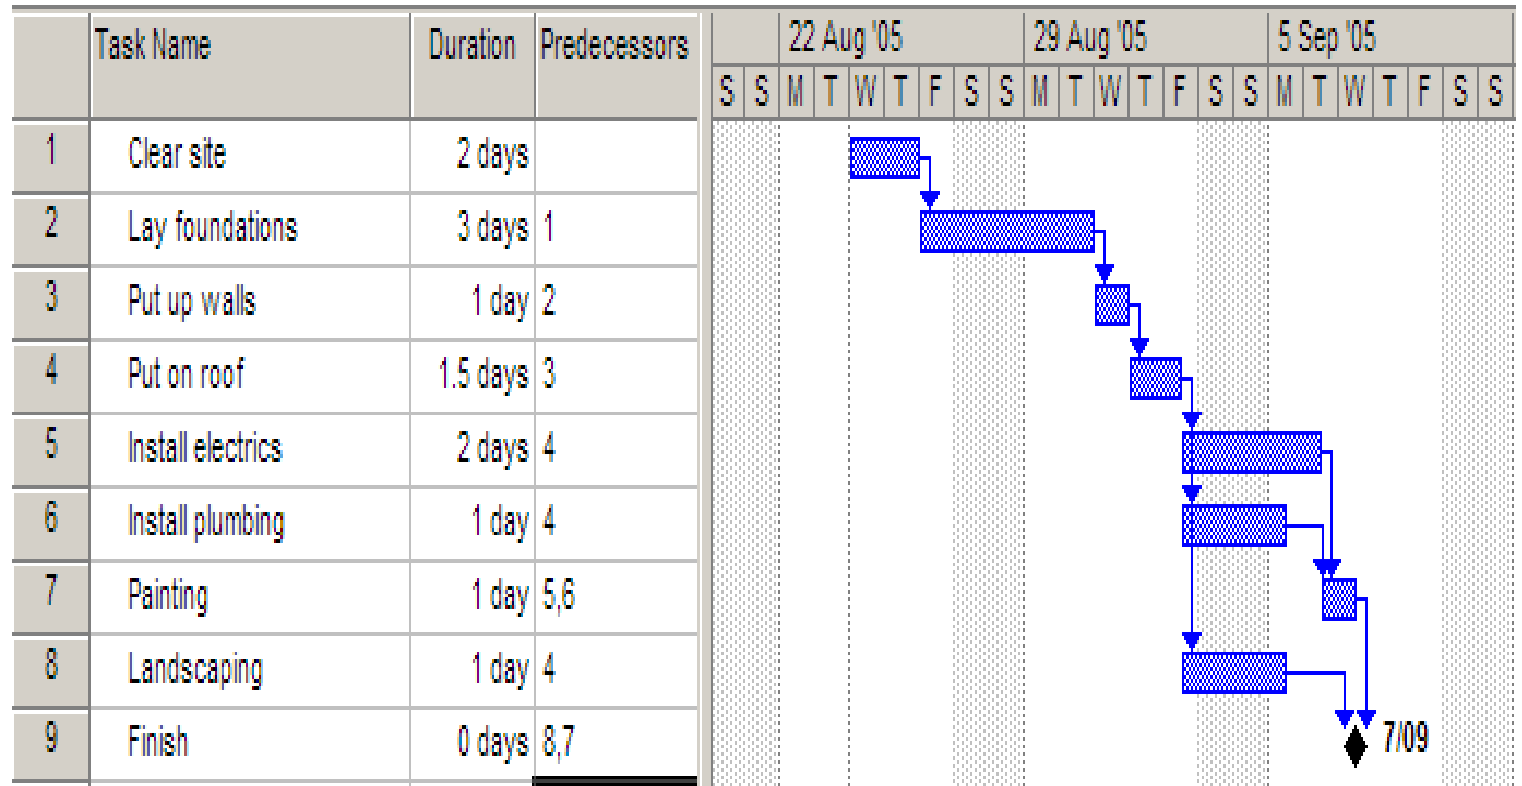 Task Name Duration Predecessors 22 Aug '05 29 Aug '05 5 Sep '05
S S M T W T F S S M T W T F S S M T W T F S S
1 Clear site 2 days
2 Lay foundations 3 days 1
3 Put up walls 1 day 2
4 Put on roof 1.5 days 3
5 Install electrics 2 days 4
6 Install plumbing 1 day 4
7 Painting 1 day 5,6
8 Landscaping 1 day 4
9 Finish 0 days 8,7 7/09